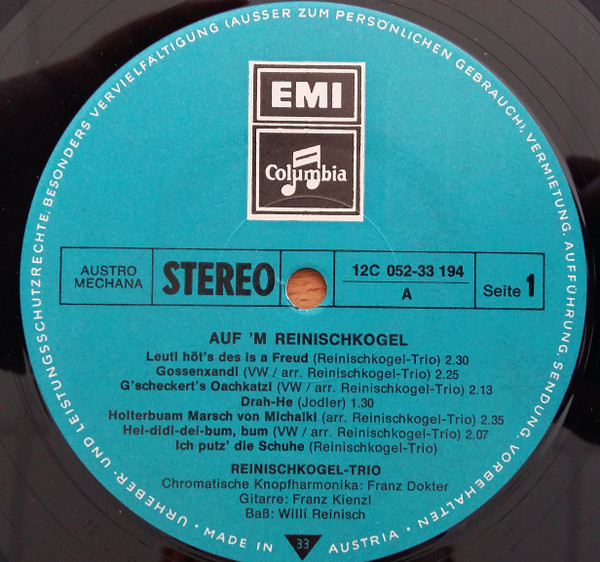 URHEBER- UND LEISTUNGSSCHUTZRECHTE, BESONDERS VERVIELFÄLTIGUNG (AUSSER ZUM PERSÖNLICHEN GEBRAUCH), VERMIETUNG, AUFFÜHRUNG, SENDUNG VORBEHALTEN •
EMI
Columbia
AUSTRO
MECHANA
STEREO
12C 052-33 194
A
Seite 1
AUF 'M REINISCHKOGEL
Leutl höt's des is a Freud (Reinischkogel-Trio) 2.30
Gossenxandl (VW / arr. Reinischkogel-Trio) 2.25
G'scheckert's Oachkatzl (VW / arr. Reinischkogel-Trio) 2.13
Drah-He (Jodler) 1.30
Holterbuam Marsch von Michalki (arr. Reinischkogel-Trio) 2.35
Hei-didl-dei-bum, bum (VW / arr. Reinischkogel-Trio) 2.07
Ich putz' die Schuhe (Reinischkogel-Trio)
REINISCHKOGEL-TRIO
Chromatische Knopfharmonika: Franz Dokter
Gitarre: Franz Kienzl
Baß: Willi Reinisch
MADE IN 33 AUSTRIA •